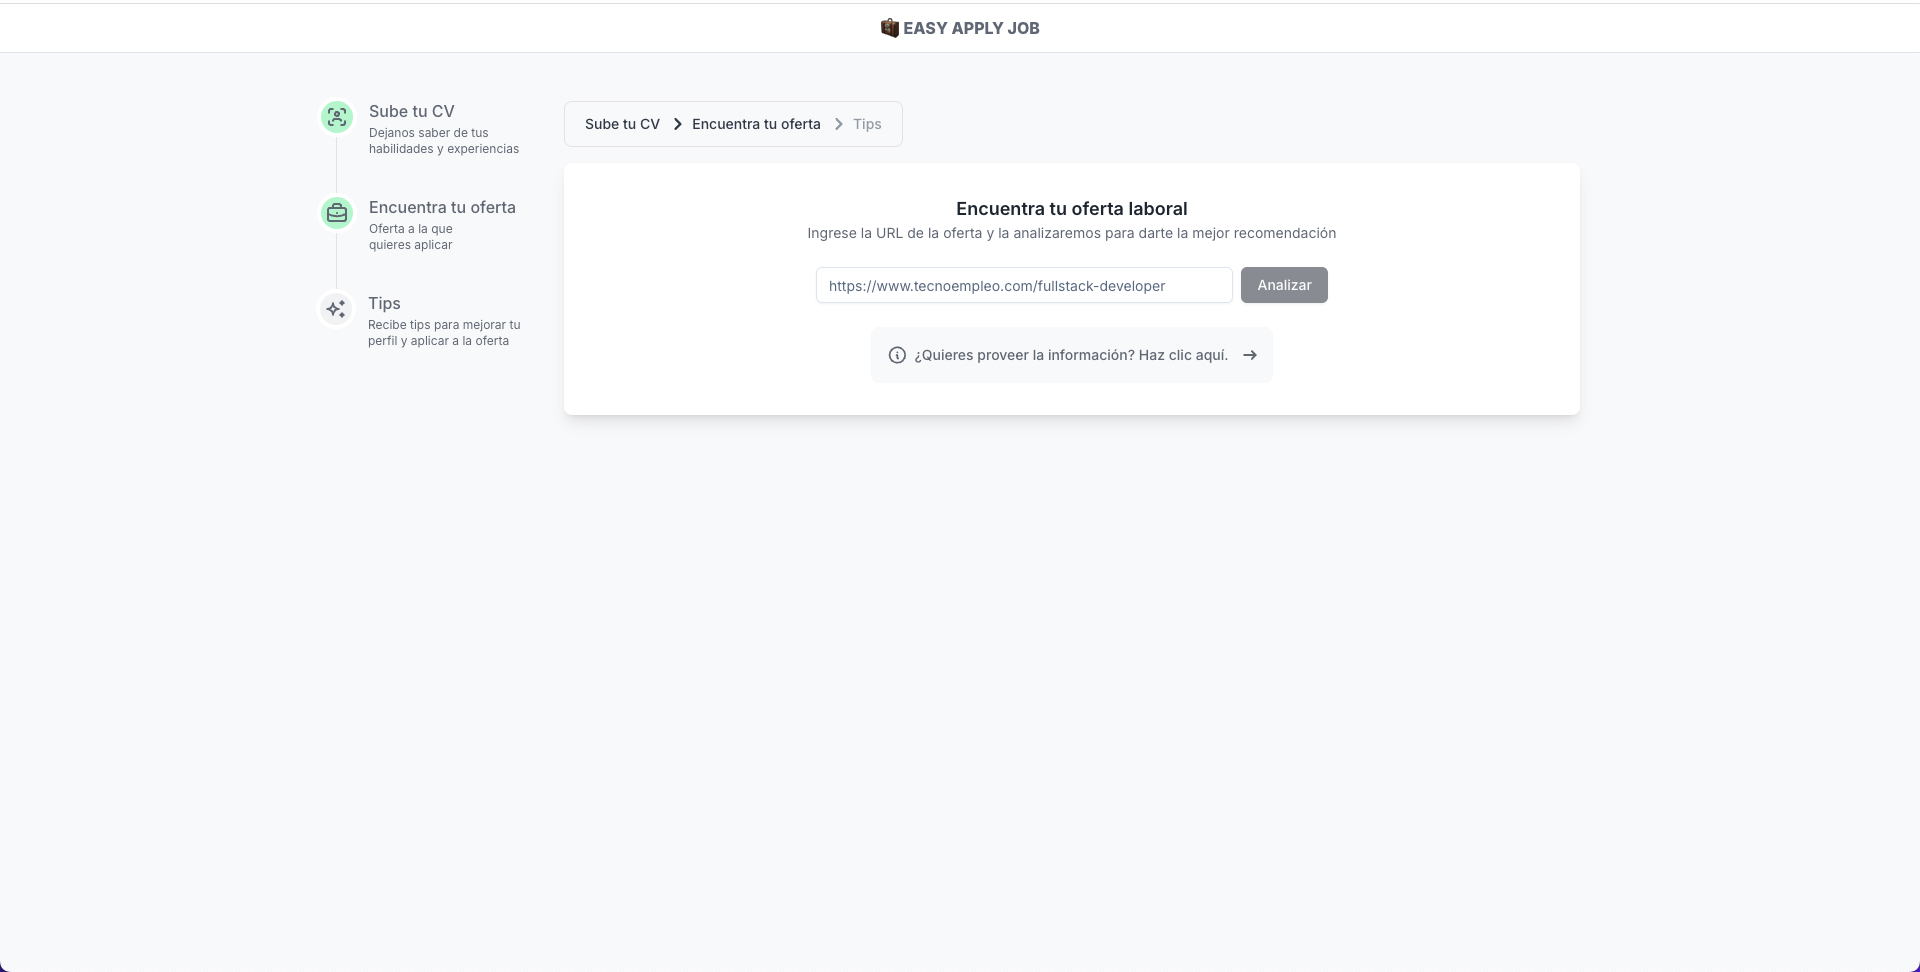 EASY APPLY JOB
Sube tu CV
Dejanos saber de tus
habilidades y experiencias
Encuentra tu oferta
Oferta a la que
quieres aplicar
Tips
Recibe tips para mejorar tu
perfil y aplicar a la oferta
Sube tu CV Encuentra tu oferta Tips
Encuentra tu oferta laboral
Ingrese la URL de la oferta y la analizaremos para darte la mejor recomendación
https://www.tecnoempleo.com/fullstack-developer Analizar
¿Quieres proveer la información? Haz clic aquí.